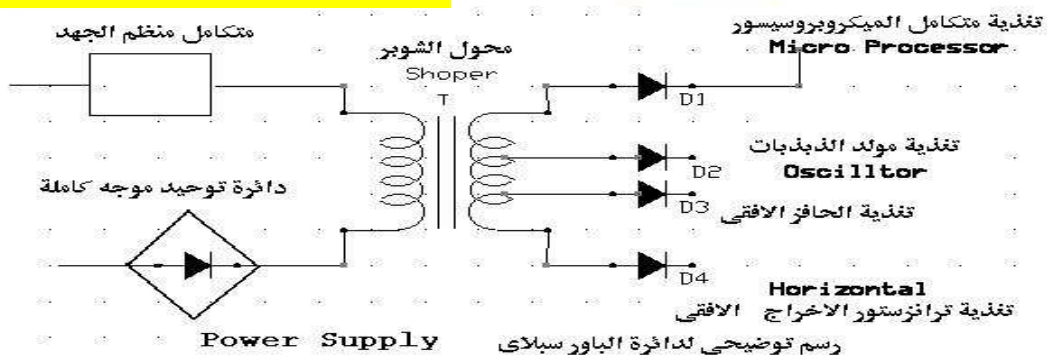 متكامل منظم الجهد
محول الشوبر
Shoper
T
تغذية متكامل الميكروبروسيسور
Micro Processor
D1
تغذية مولد الذبذبات
Oscilltor
D2
D3
تغذية الحافز الافقى
دائرة توحيد موجه كاملة
D4
Horizontal
تغذية ترانزستور الاخراج الافقى
Power Supply
رسم توضيحى لدائرة الباور سبلاى